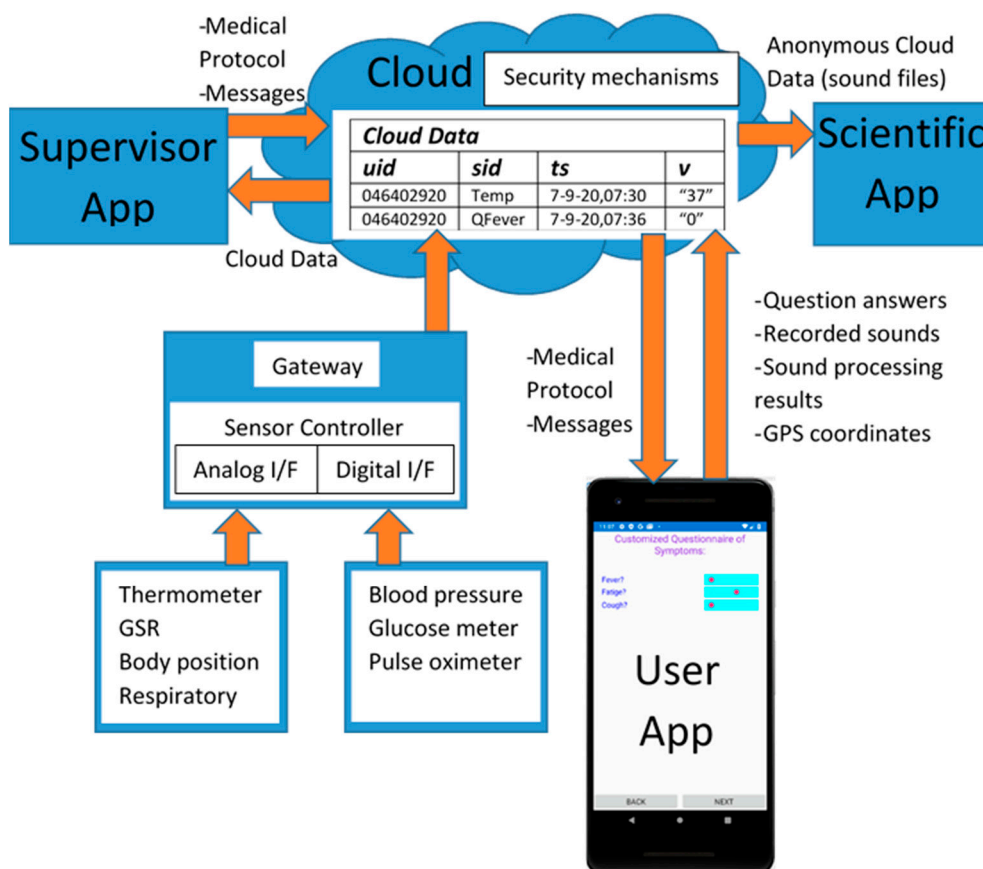 -Medical
Protocol
-Messages
Cloud
Security mechanisms
Anonymous Cloud
Data (sound files)
Supervisor
App
Cloud Data
uid sid ts v
046402920 Temp 7-9-20,07:30 “37”
046402920 QFever 7-9-20,07:36 “0”
Scientific
App
Cloud Data
Gateway
Sensor Controller
Analog I/F Digital I/F
-Medical
Protocol
-Messages
-Question answers
-Recorded sounds
-Sound processing
results
-GPS coordinates
Thermometer
GSR
Body position
Respiratory
Blood pressure
Glucose meter
Pulse oximeter
Customized Questionnaire of
Symptoms:
Fever?
Fatige?
Cough?
User
App
BACK NEXT